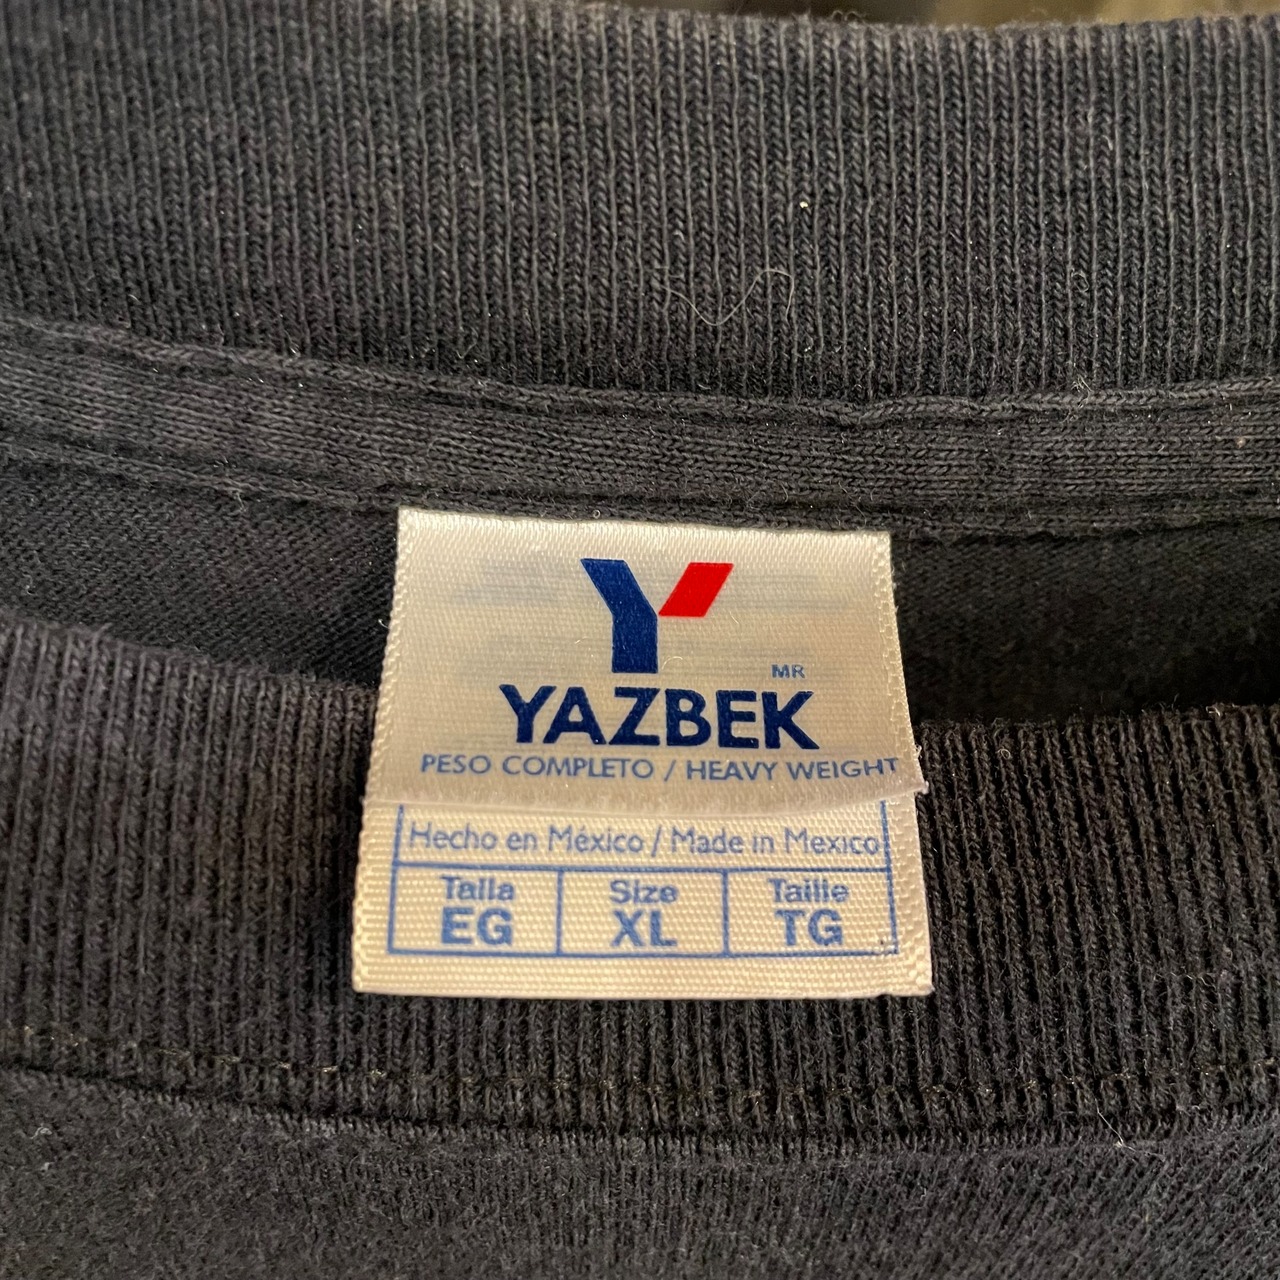 Y
MR
YAZBEK
PESO COMPLETO / HEAVY WEIGHT
Hecho en México / Made in Mexico
Talla Size Taille
EG XL TG